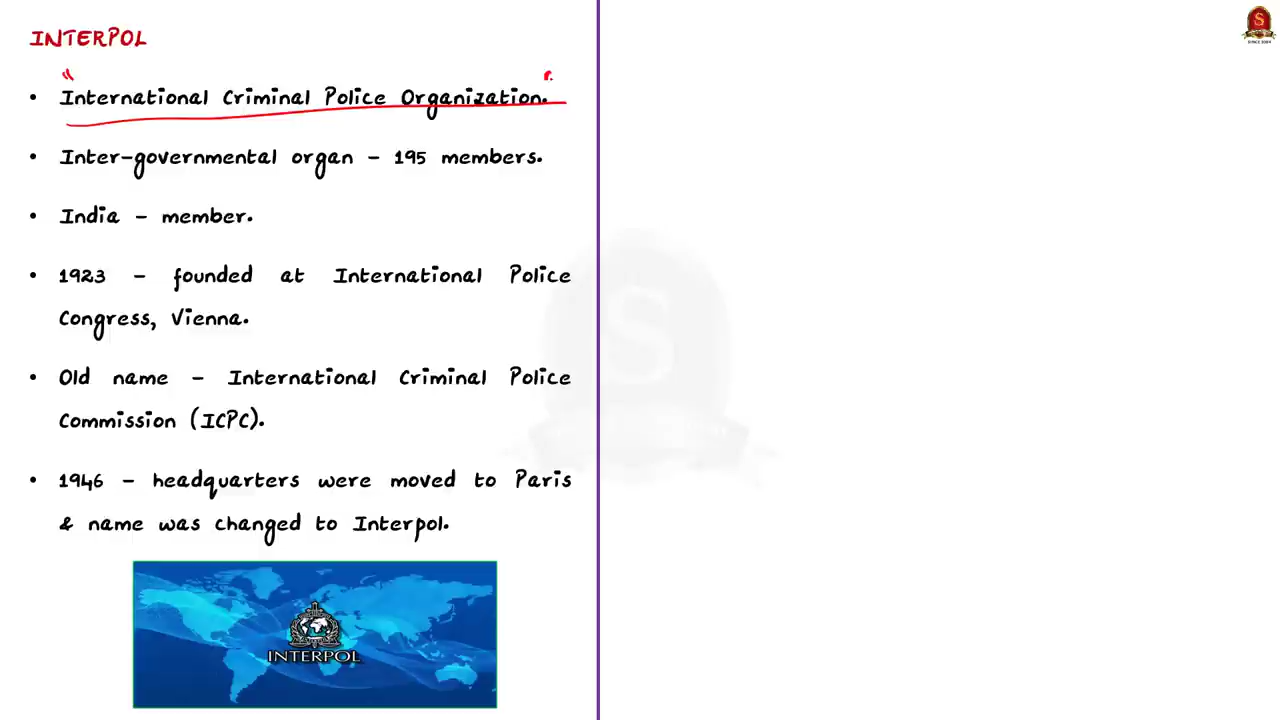 INTERPOL
• International Criminal Police Organization.
• Inter-governmental organ - 195 members.
• India - member.
• 1923 - founded at International Police
Congress, Vienna.
• Old name - International Criminal Police
Commission (ICPC).
• 1946 - headquarters were moved to Paris
& name was changed to Interpol.
INTERPOL
S
SINCE 2004
S